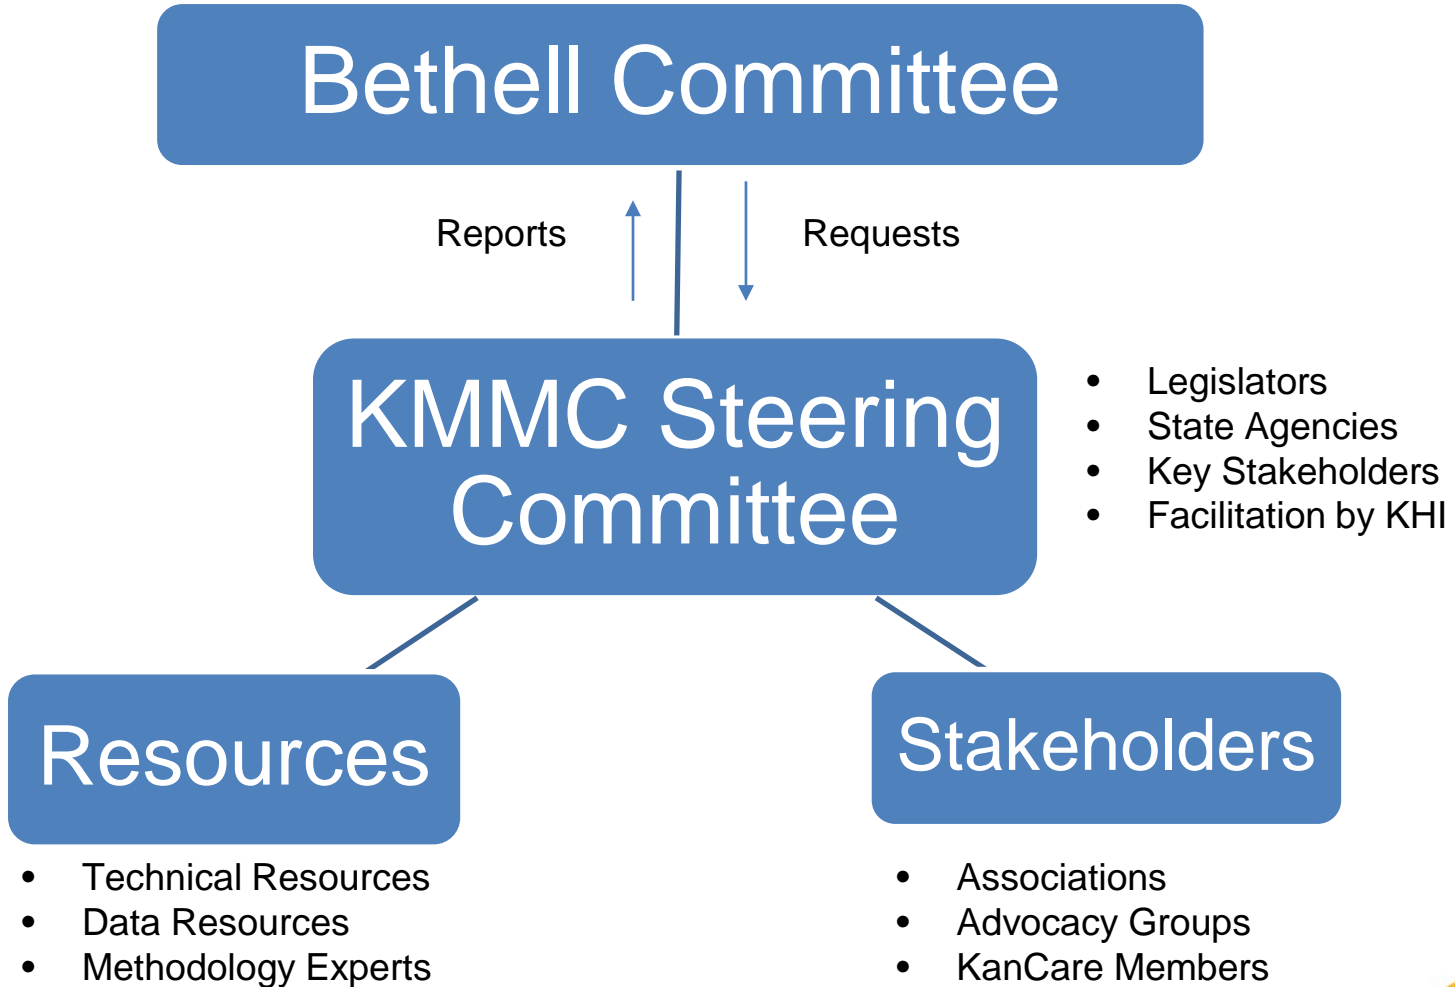 Bethell Committee
Reports
Requests
KMMC Steering
Committee
• Legislators
• State Agencies
• Key Stakeholders
• Facilitation by KHI
Resources
• Technical Resources
• Data Resources
• Methodology Experts
Stakeholders
• Associations
• Advocacy Groups
• KanCare Members